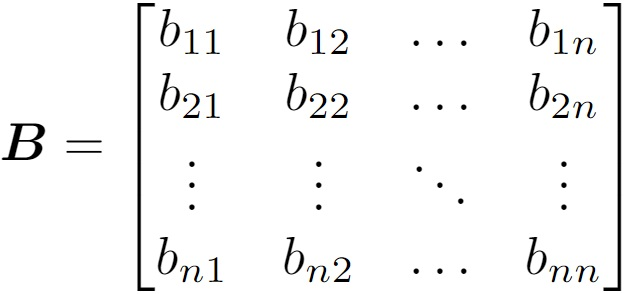 b₁₁ b₁₂ … b₁ₙ
b₂₁ b₂₂ … b₂ₙ
B =
⋮ ⋮ ⋱ ⋮
bₙ₁ bₙ₂ … bₙₙ